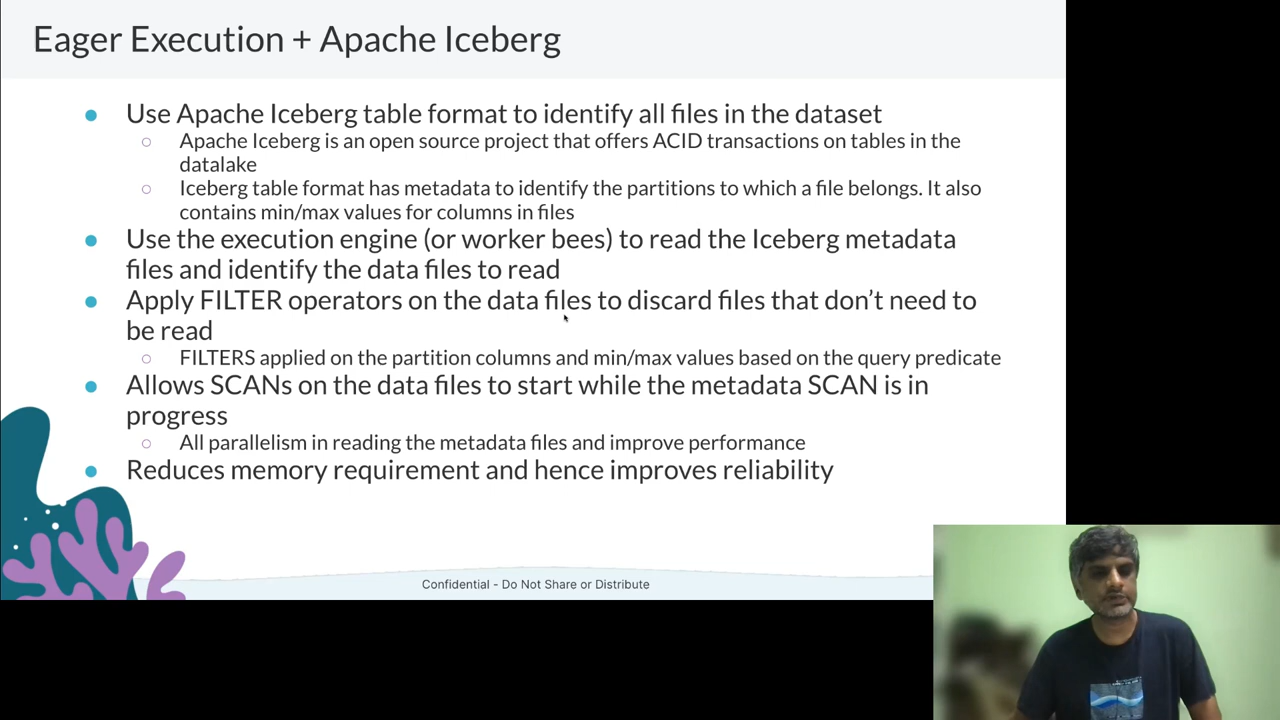 Eager Execution + Apache Iceberg
● Use Apache Iceberg table format to identify all files in the dataset
○ Apache Iceberg is an open source project that offers ACID transactions on tables in the
datalake
○ Iceberg table format has metadata to identify the partitions to which a file belongs. It also
contains min/max values for columns in files
● Use the execution engine (or worker bees) to read the Iceberg metadata
files and identify the data files to read
● Apply FILTER operators on the data files to discard files that don’t need to
be read
○ FILTERS applied on the partition columns and min/max values based on the query predicate
● Allows SCANs on the data files to start while the metadata SCAN is in
progress
○ All parallelism in reading the metadata files and improve performance
● Reduces memory requirement and hence improves reliability
Confidential - Do Not Share or Distribute